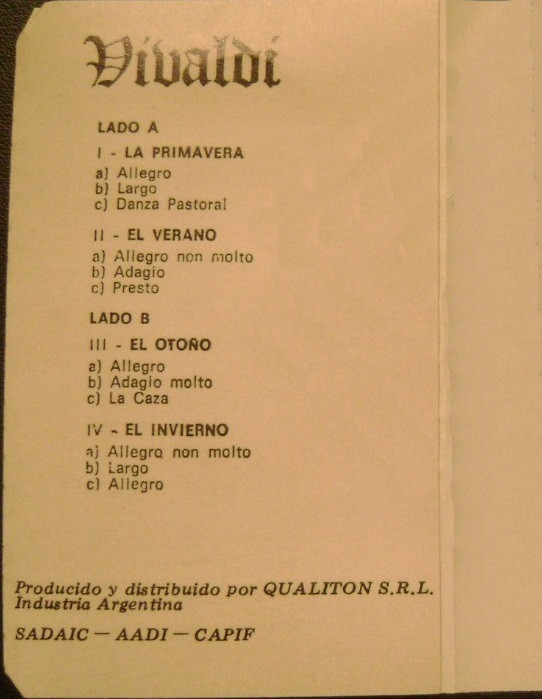 Vivaldi
LADO A
I - LA PRIMAVERA
a) Allegro
b) Largo
c) Danza Pastoral
II - EL VERANO
a) Allegro non molto
b) Adagio
c) Presto
LADO B
III - EL OTOÑO
a) Allegro
b) Adagio molto
c) La Caza
IV - EL INVIERNO
a) Allegro non molto
b) Largo
c) Allegro
Producido y distribuido por QUALITON S.R.L.
Industria Argentina
SADAIC — AADI — CAPIF